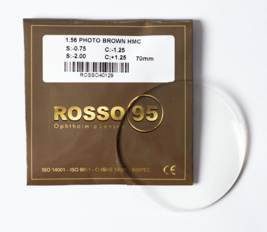 1.56 PHOTO BROWN HMC
S:-0.75 C:-1.25
S:-2.00 C:+1.25 70mm
ROSSO40129
ROSSO 95
CE
ISO 14001 - ISO